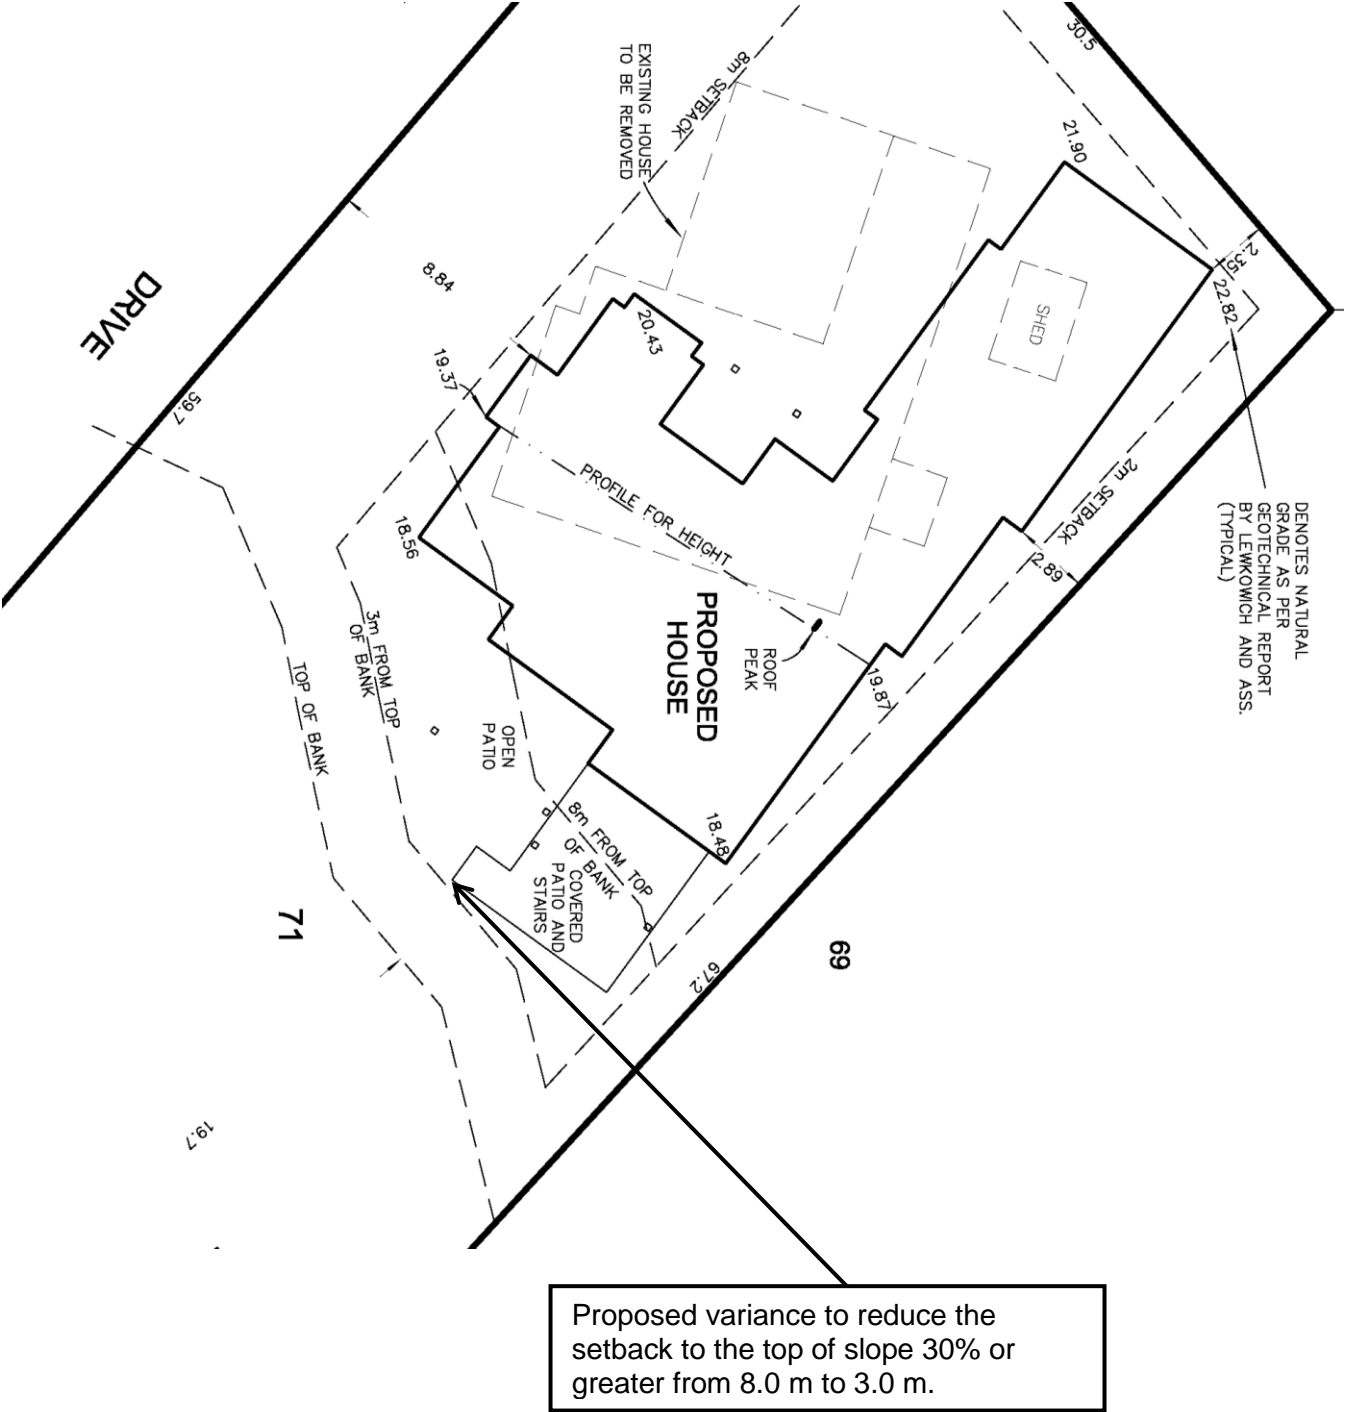 30.5
8m SETBACK
EXISTING HOUSE
TO BE REMOVED
21.90
2.35
22.82
8.84
DRIVE
SHED
20.43
19.37
59.7
2m SETBACK
DENOTES NATURAL
GRADE AS PER
GEOTECHNICAL REPORT
BY LEWKOWICH AND ASS.
(TYPICAL)
PROFILE FOR HEIGHT
18.56
2.89
PROPOSED
HOUSE
3m FROM TOP
OF BANK
ROOF
PEAK
19.87
TOP OF BANK
OPEN
PATIO
8m FROM TOP
OF BANK
18.48
COVERED
PATIO AND
STAIRS
71
69
67.2
19.7
Proposed variance to reduce the
setback to the top of slope 30% or
greater from 8.0 m to 3.0 m.